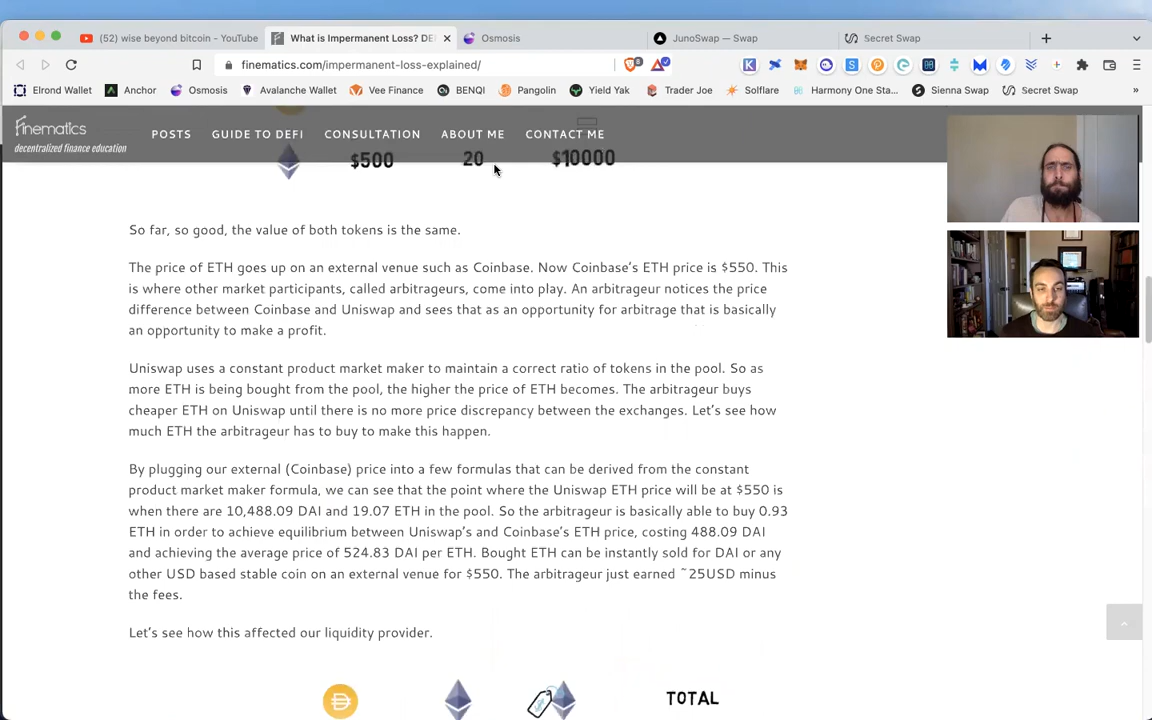 (52) wise beyond bitcoin - YouTube
What is Impermanent Loss? DE
Osmosis
JunoSwap — Swap
Secret Swap
finematics.com/impermanent-loss-explained/
Elrond Wallet
Anchor
Osmosis
Avalanche Wallet
Vee Finance
BENQI
Pangolin
Yield Yak
Trader Joe
Solflare
Harmony One Sta...
Sienna Swap
Secret Swap
finematics
decentralized finance education
POSTS
GUIDE TO DEFI
CONSULTATION
ABOUT ME
CONTACT ME
$500 20 $10000
So far, so good, the value of both tokens is the same.
The price of ETH goes up on an external venue such as Coinbase. Now Coinbase's ETH price is $550. This
is where other market participants, called arbitrageurs, come into play. An arbitrageur notices the price
difference between Coinbase and Uniswap and sees that as an opportunity for arbitrage that is basically
an opportunity to make a profit.
Uniswap uses a constant product market maker to maintain a correct ratio of tokens in the pool. So as
more ETH is being bought from the pool, the higher the price of ETH becomes. The arbitrageur buys
cheaper ETH on Uniswap until there is no more price discrepancy between the exchanges. Let's see how
much ETH the arbitrageur has to buy to make this happen.
By plugging our external (Coinbase) price into a few formulas that can be derived from the constant
product market maker formula, we can see that the point where the Uniswap ETH price will be at $550 is
when there are 10,488.09 DAI and 19.07 ETH in the pool. So the arbitrageur is basically able to buy 0.93
ETH in order to achieve equilibrium between Uniswap's and Coinbase's ETH price, costing 488.09 DAI
and achieving the average price of 524.83 DAI per ETH. Bought ETH can be instantly sold for DAI or any
other USD based stable coin on an external venue for $550. The arbitrageur just earned ~25USD minus
the fees.
Let's see how this affected our liquidity provider.
TOTAL